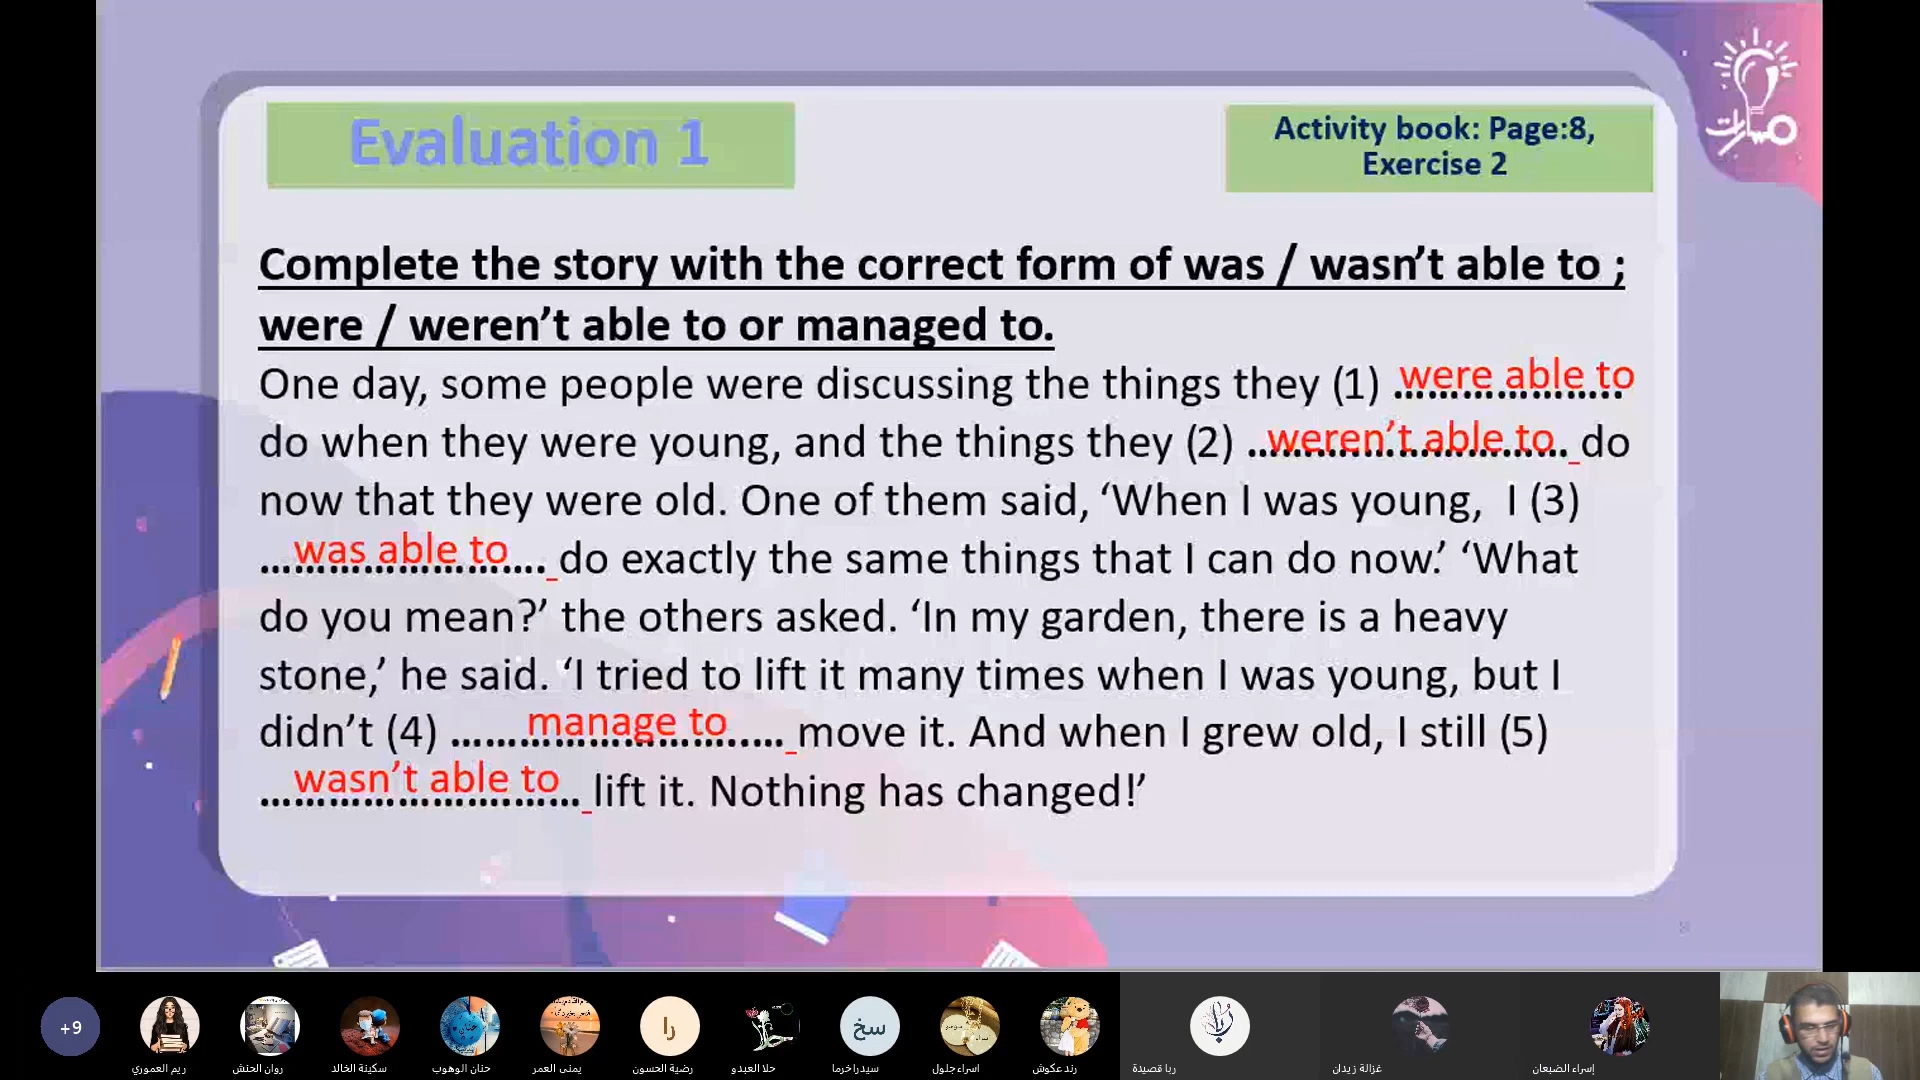 مسارات
Evaluation 1
Activity book: Page:8,
Exercise 2
Complete the story with the correct form of was / wasn’t able to ;
were / weren’t able to or managed to.
One day, some people were discussing the things they (1) were able to
do when they were young, and the things they (2) weren’t able to do
now that they were old. One of them said, ‘When I was young, I (3)
was able to do exactly the same things that I can do now.’ ‘What
do you mean?’ the others asked. ‘In my garden, there is a heavy
stone,’ he said. ‘I tried to lift it many times when I was young, but I
didn’t (4) manage to move it. And when I grew old, I still (5)
wasn’t able to lift it. Nothing has changed!’
+9
را
سخ
ريم العموري
روان الحنش
سكينة الخالد
حنان الوهوب
يمنى العمر
رضية الحسون
حلا العبدو
سيدرا خرما
اسراء جلول
رند عكوش
ربا قصيدة
غزالة زيدان
إسراء الضبعان